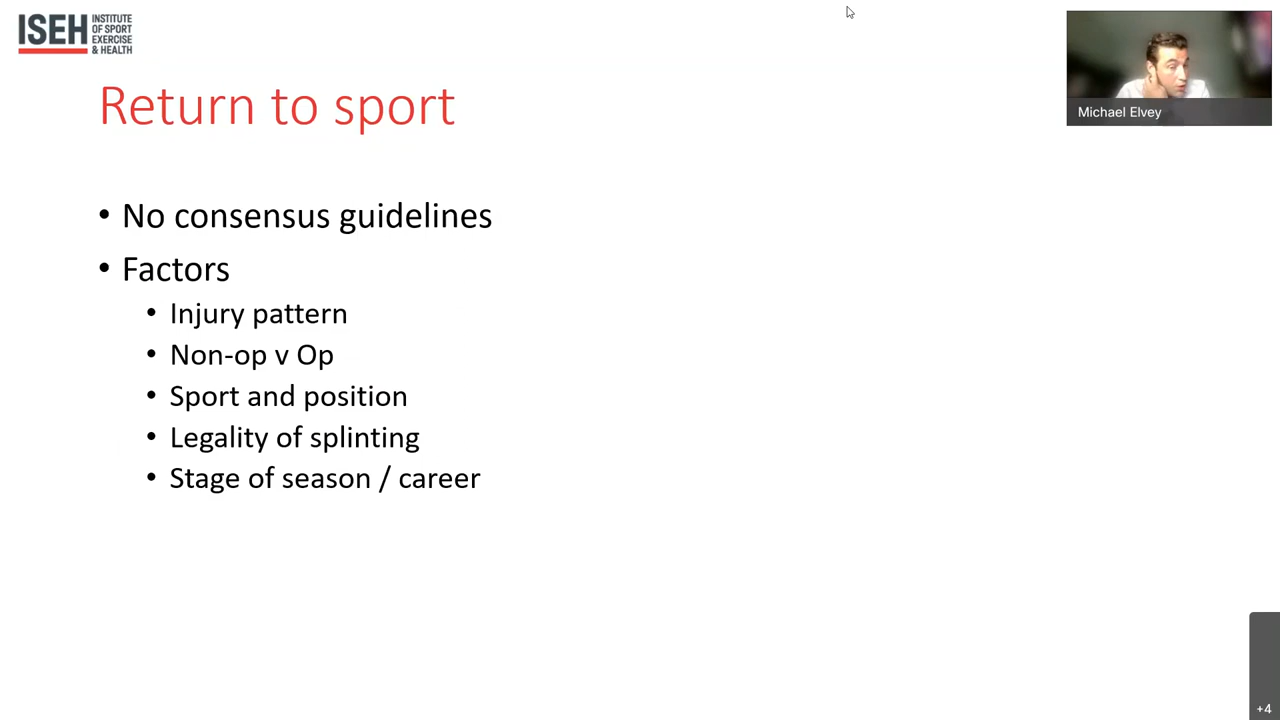 ISEH INSTITUTE
OF SPORT
EXERCISE
& HEALTH
Return to sport
Michael Elvey
• No consensus guidelines
• Factors
• Injury pattern
• Non-op v Op
• Sport and position
• Legality of splinting
• Stage of season / career
+4